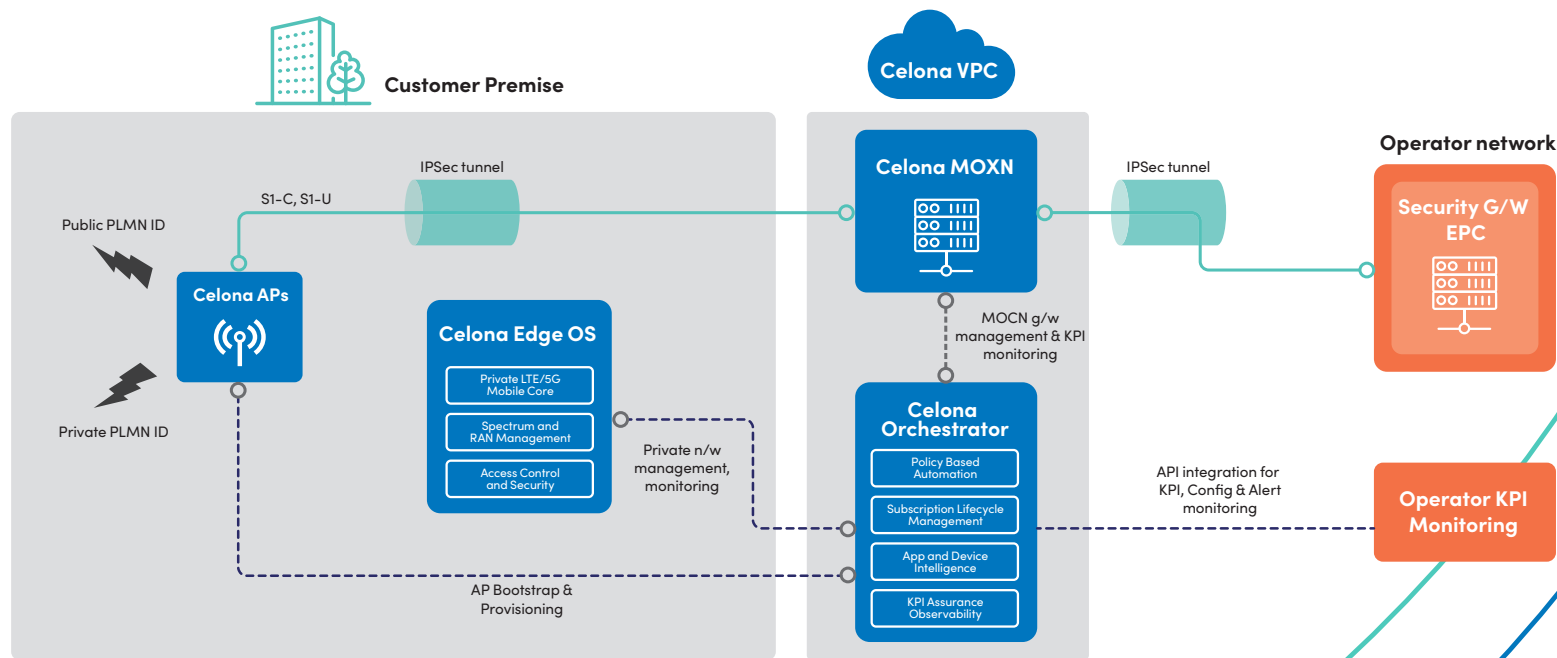 Customer Premise
Celona VPC
Operator network
IPSec tunnel
S1-C, S1-U
Public PLMN ID
Celona APs
Private PLMN ID
Celona Edge OS
Private LTE/5G
Mobile Core
Spectrum and
RAN Management
Access Control
and Security
Private n/w
management,
monitoring
AP Bootstrap &
Provisioning
Celona MOXN
MOCN g/w
management & KPI
monitoring
Celona
Orchestrator
Policy Based
Automation
Subscription Lifecycle
Management
App and Device
Intelligence
KPI Assurance
Observability
IPSec tunnel
Security G/W
EPC
API integration for
KPI, Config & Alert
monitoring
Operator KPI
Monitoring